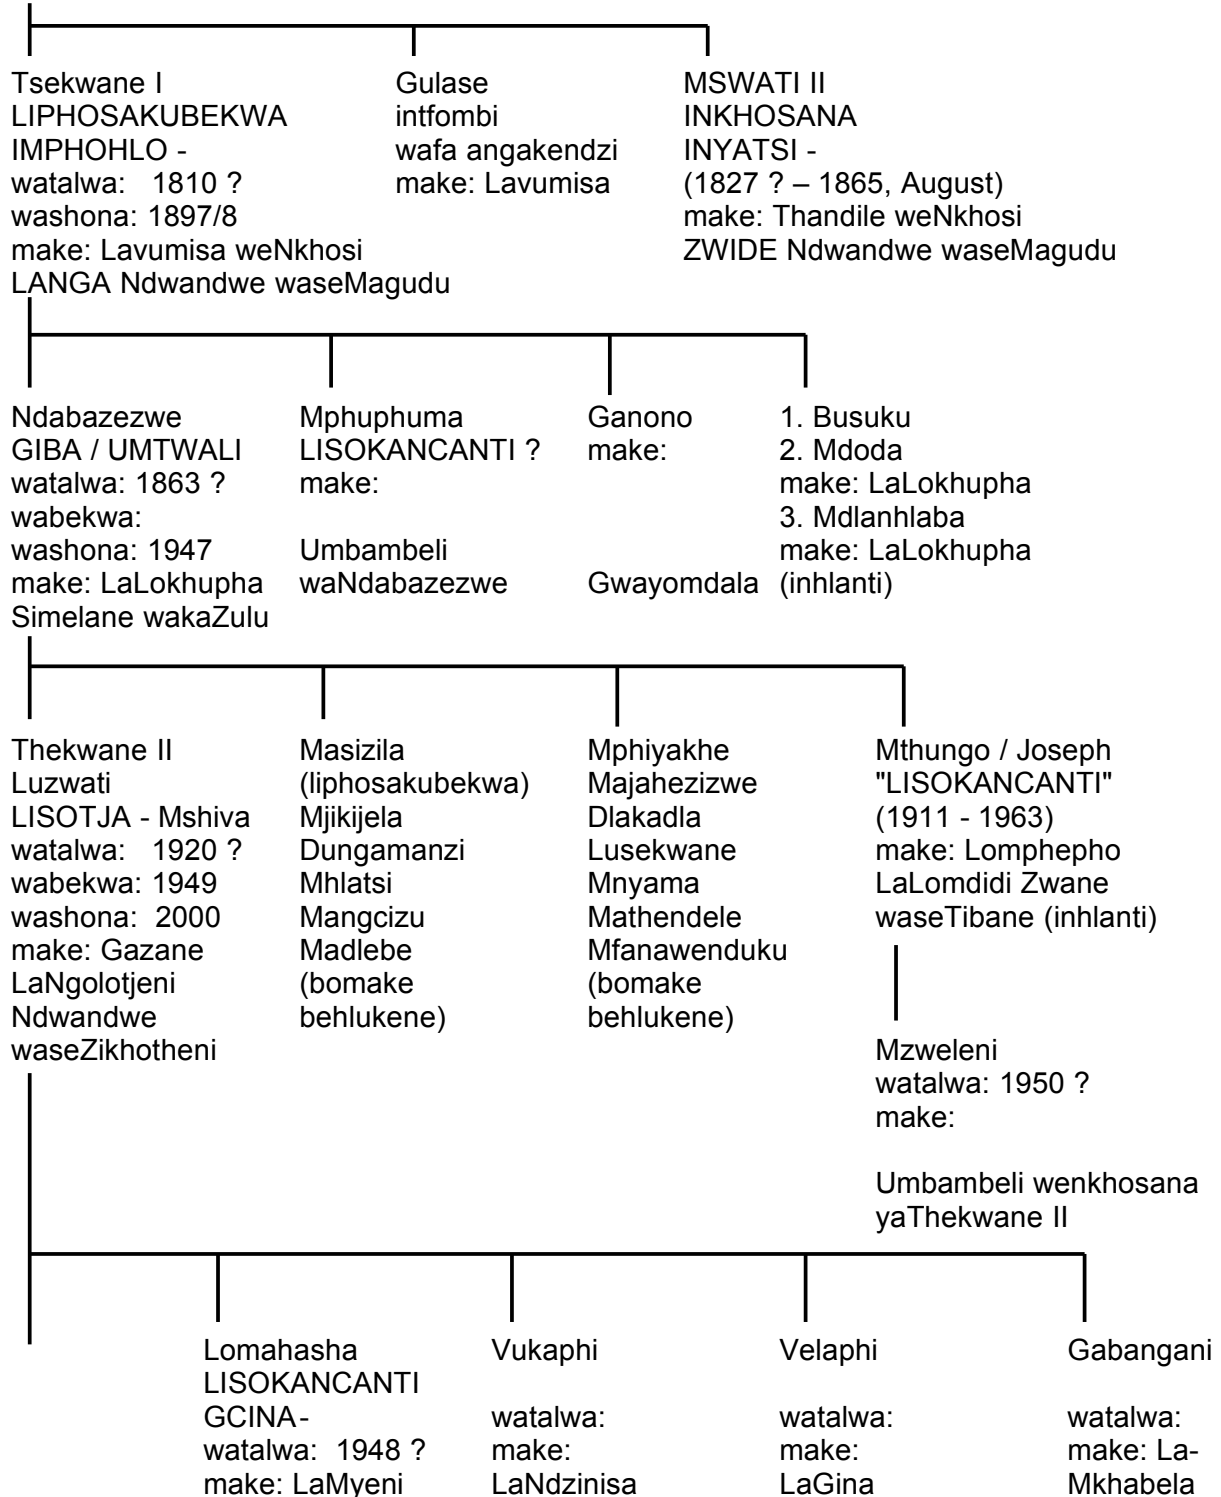 Tsekwane I
LIPHOSAKUBEKWA
IMPHOHLO -
watalwa: 1810 ?
washona: 1897/8
make: Lavumisa weNkhosi
LANGA Ndwandwe waseMagudu
Gulase
intfombi
wafa angakendzi
make: Lavumisa
MSWATI II
INKHOSANA
INYATSI -
(1827 ? – 1865, August)
make: Thandile weNkhosi
ZWIDE Ndwandwe waseMagudu
Ndabazezwe
GIBA / UMTWALI
watalwa: 1863 ?
wabekwa:
washona: 1947
make: LaLokhupha
Simelane wakaZulu
Mphuphuma
LISOKANCANTI ?
make:
Umbambeli
waNdabazezwe
Ganono
make:
Gwayomdala
1. Busuku
2. Mdoda
make: LaLokhupha
3. Mdlanhlaba
make: LaLokhupha
(inhlanti)
Thekwane II
Luzwati
LISOTJA - Mshiva
watalwa: 1920 ?
wabekwa: 1949
washona: 2000
make: Gazane
LaNgolotjeni
Ndwandwe
waseZikhotheni
Masizila
(liphosakubekwa)
Mjikijela
Dungamanzi
Mhlatsi
Mangcizu
Madlebe
(bomake
behlukene)
Mphiyakhe
Majahezizwe
Dlakadla
Lusekwane
Mnyama
Mathendele
Mfanawenduku
(bomake
behlukene)
Mthungo / Joseph
"LISOKANCANTI"
(1911 - 1963)
make: Lomphepho
LaLomdidi Zwane
waseTibane (inhlanti)
Mzweleni
watalwa: 1950 ?
make:
Umbambeli wenkhosana
yaThekwane II
Lomahasha
LISOKANCANTI
GCINA-
watalwa: 1948 ?
make: LaMyeni
Vukaphi
watalwa:
make:
LaNdzinisa
Velaphi
watalwa:
make:
LaGina
Gabangani
watalwa:
make: La-
Mkhabela